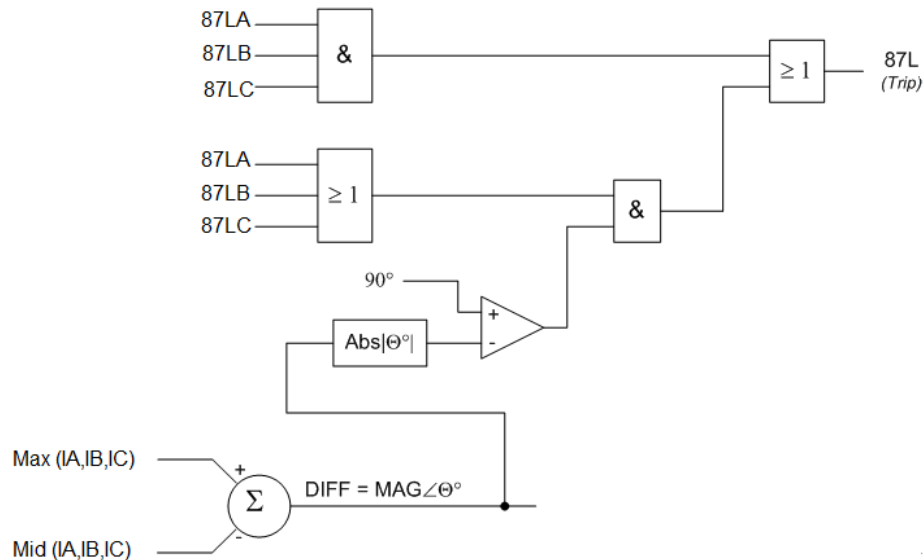 87LA
87LB
87LC
&
≥ 1
87L
(Trip)
87LA
87LB
87LC
≥ 1
&
90°
+
-
Abs|Θ°|
Max (IA,IB,IC)
+
Σ
DIFF = MAG∠Θ°
-
Mid (IA,IB,IC)